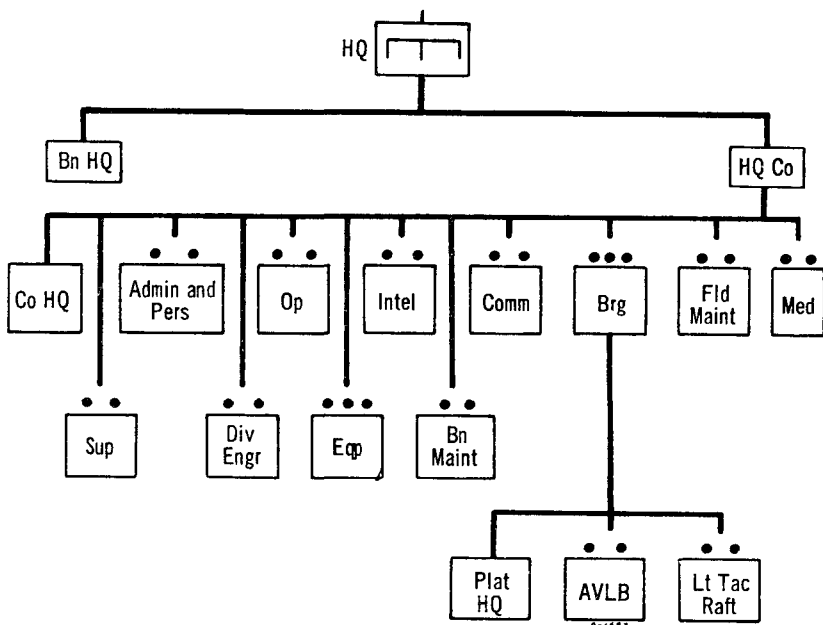 HQ
Bn HQ
HQ Co
Co HQ
Admin and
Pers
Op
Intel
Comm
Brg
Fld
Maint
Med
Sup
Div
Engr
Eqp
Bn
Maint
Plat
HQ
AVLB
Lt Tac
Raft